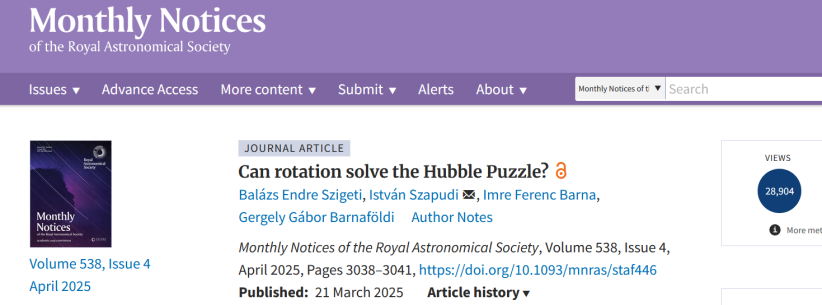 Monthly Notices
of the Royal Astronomical Society
Issues ▼ Advance Access More content ▼ Submit ▼ Alerts About ▼
Monthly Notices of t ▼ Search
JOURNAL ARTICLE
Can rotation solve the Hubble Puzzle?
Balázs Endre Szigeti, István Szapudi, Imre Ferenc Barna,
Gergely Gábor Barnaföldi Author Notes
Monthly Notices of the Royal Astronomical Society, Volume 538, Issue 4,
April 2025, Pages 3038–3041, https://doi.org/10.1093/mnras/staf446
Published: 21 March 2025 Article history ▼
Royal
Astronomical
Society
Monthly
Notices
Volume 538, Issue 4
April 2025
VIEWS
28,904
More met